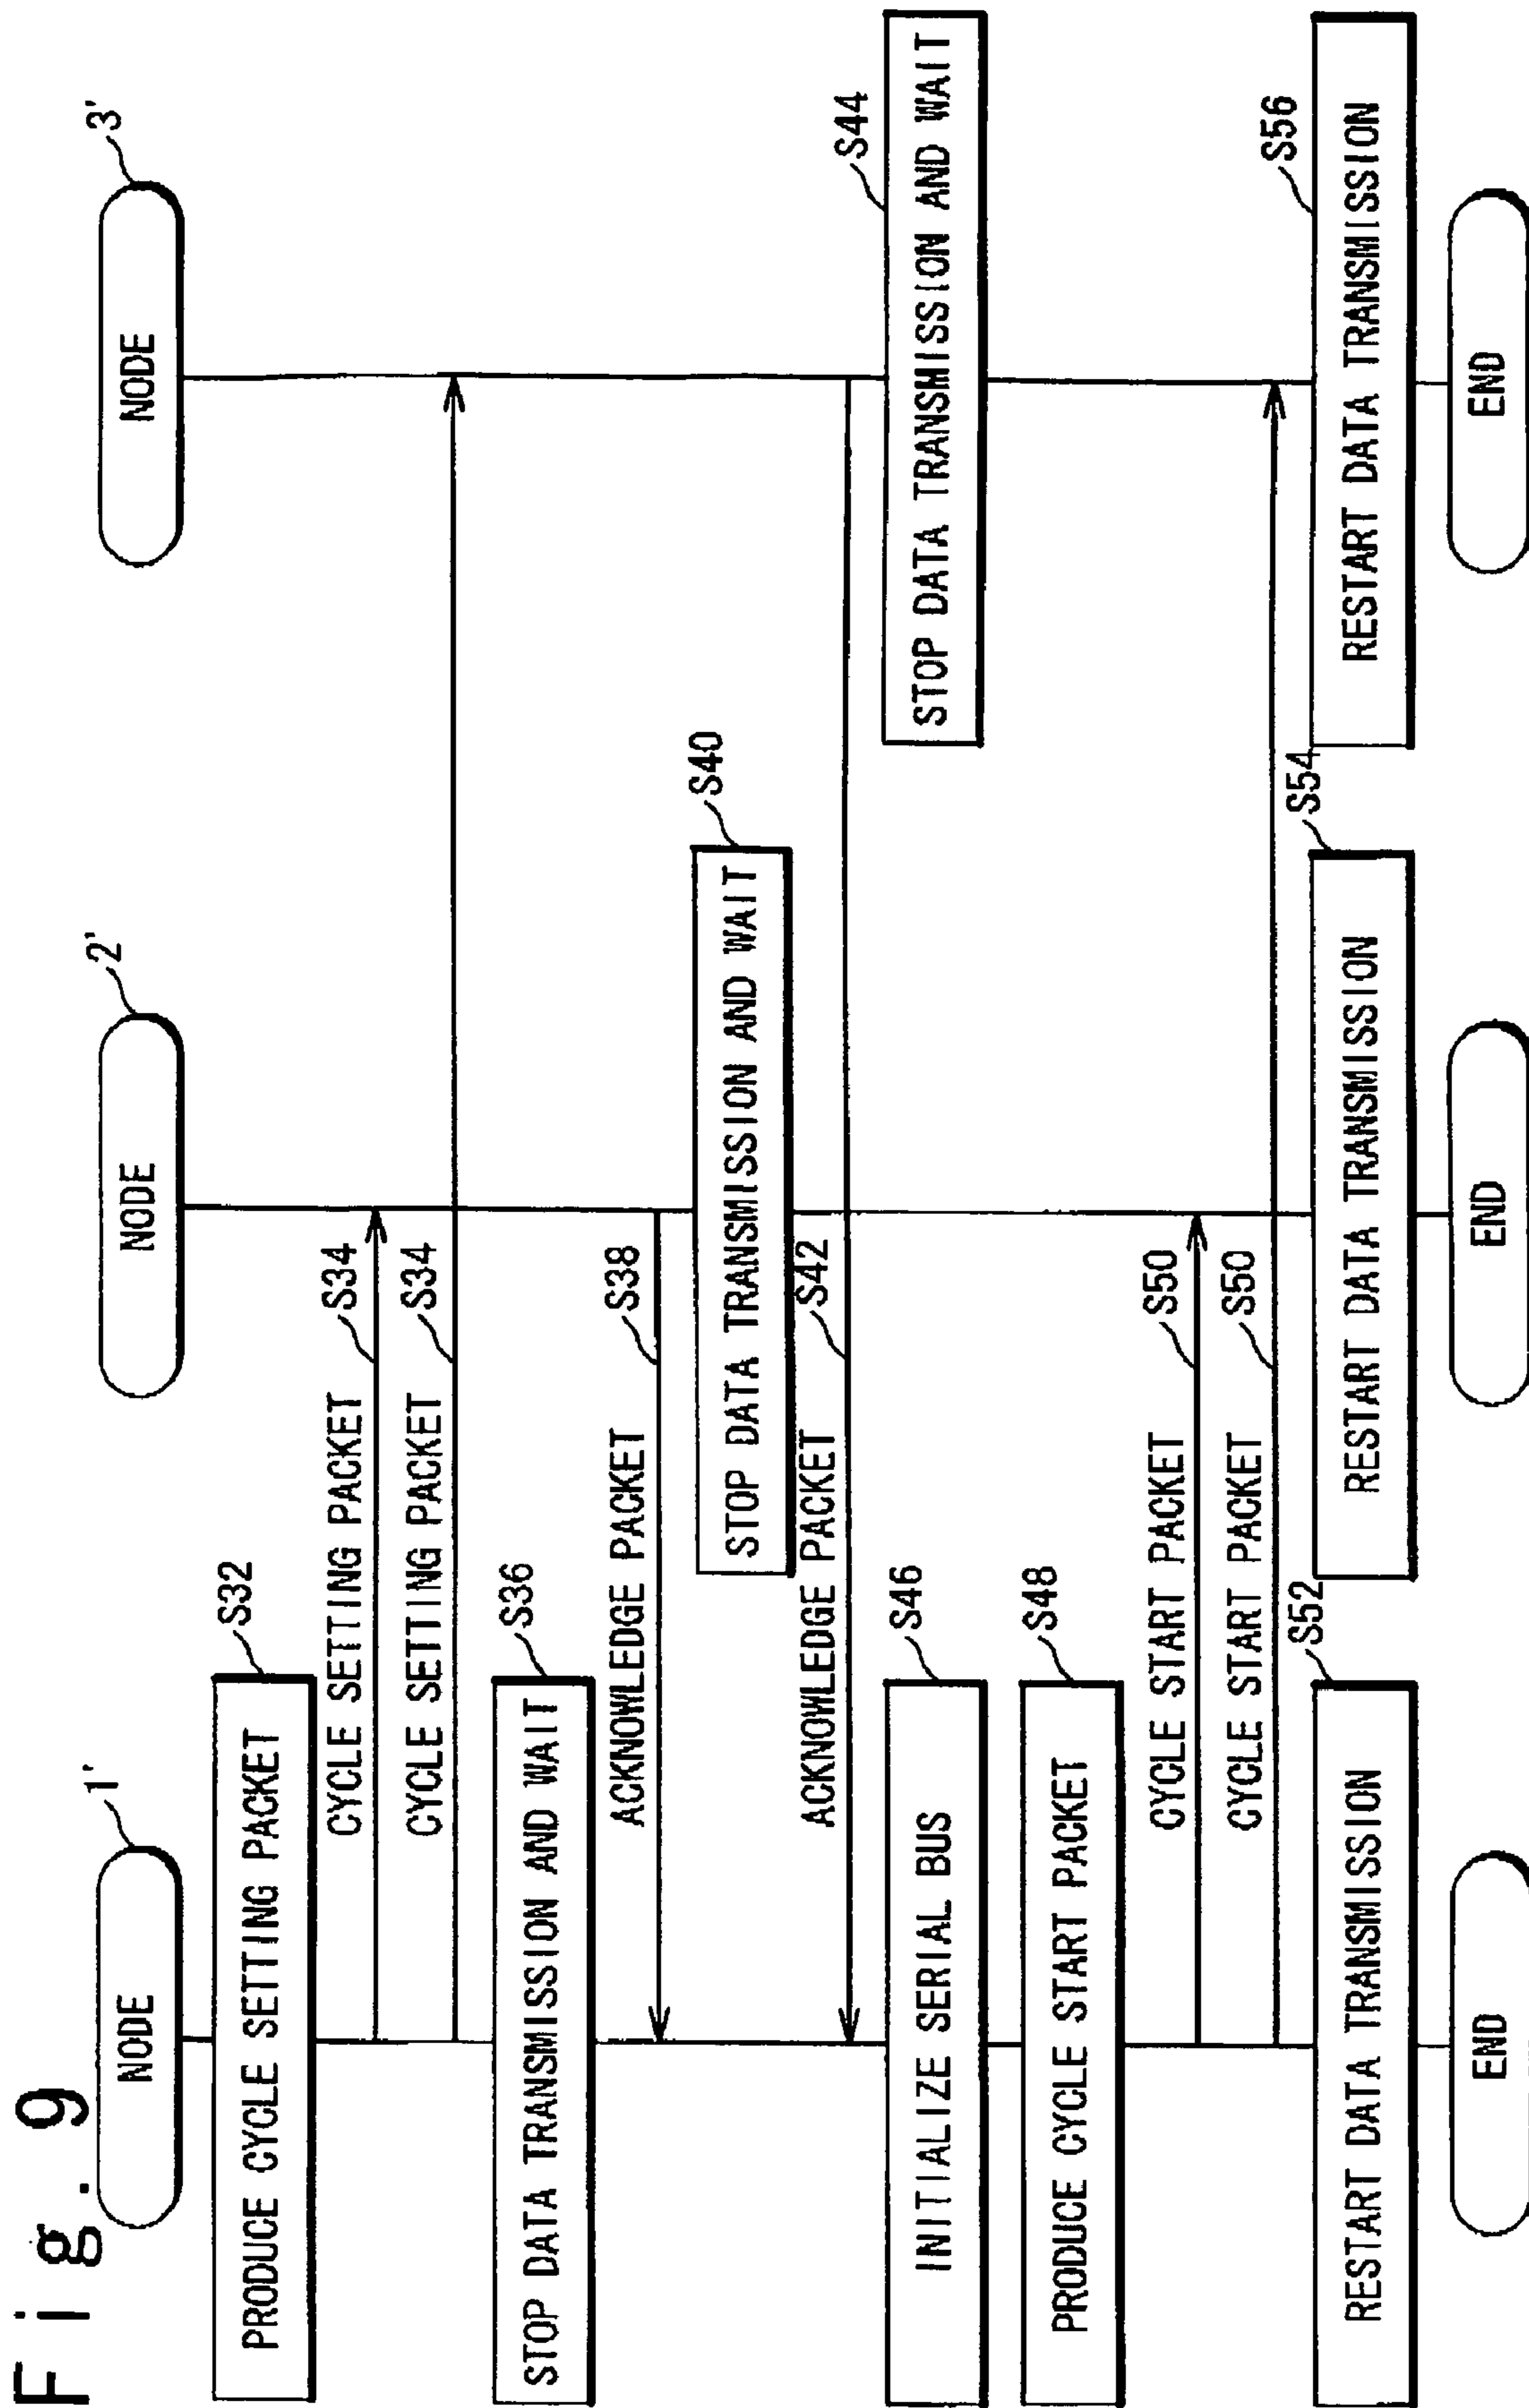 Fig. 9
NODE
1'
NODE
2'
NODE
3'
PRODUCE CYCLE SETTING PACKET
S32
CYCLE SETTING PACKET
S34
CYCLE SETTING PACKET
S34
STOP DATA TRANSMISSION AND WAIT
S36
ACKNOWLEDGE PACKET
S38
STOP DATA TRANSMISSION AND WAIT
S40
ACKNOWLEDGE PACKET
S42
STOP DATA TRANSMISSION AND WAIT
S44
INITIALIZE SERIAL BUS
S46
PRODUCE CYCLE START PACKET
S48
CYCLE START PACKET
S50
CYCLE START PACKET
S50
RESTART DATA TRANSMISSION
S52
RESTART DATA TRANSMISSION
S54
RESTART DATA TRANSMISSION
S56
END
END
END